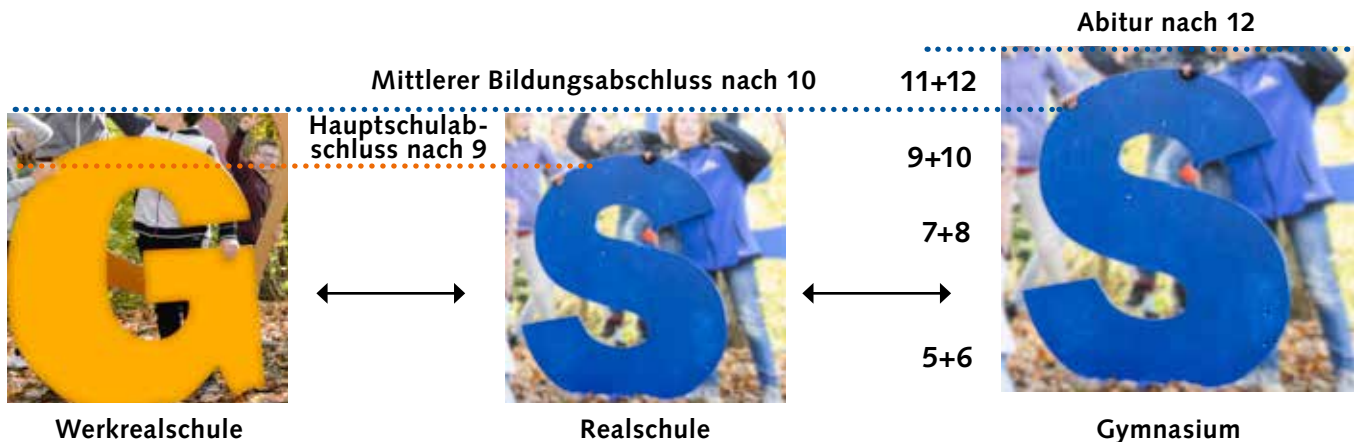 Abitur nach 12
Mittlerer Bildungsabschluss nach 10
11+12
Hauptschulab-
schluss nach 9
9+10
7+8
5+6
G
S
S
Werkrealschule
Realschule
Gymnasium